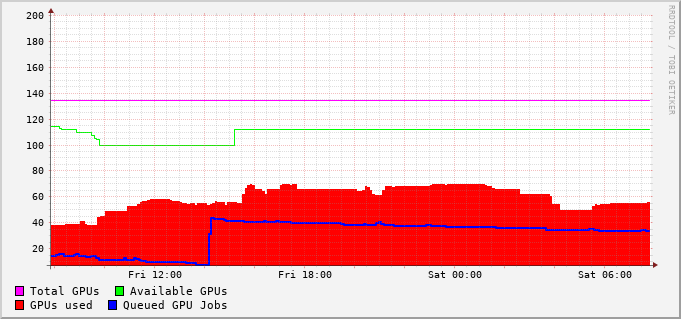 RRDTOOL / TOBI OETIKER
200
180
160
140
120
100
80
60
40
20
Fri 12:00 Fri 18:00 Sat 00:00 Sat 06:00
Total GPUs Available GPUs
GPUs used Queued GPU Jobs